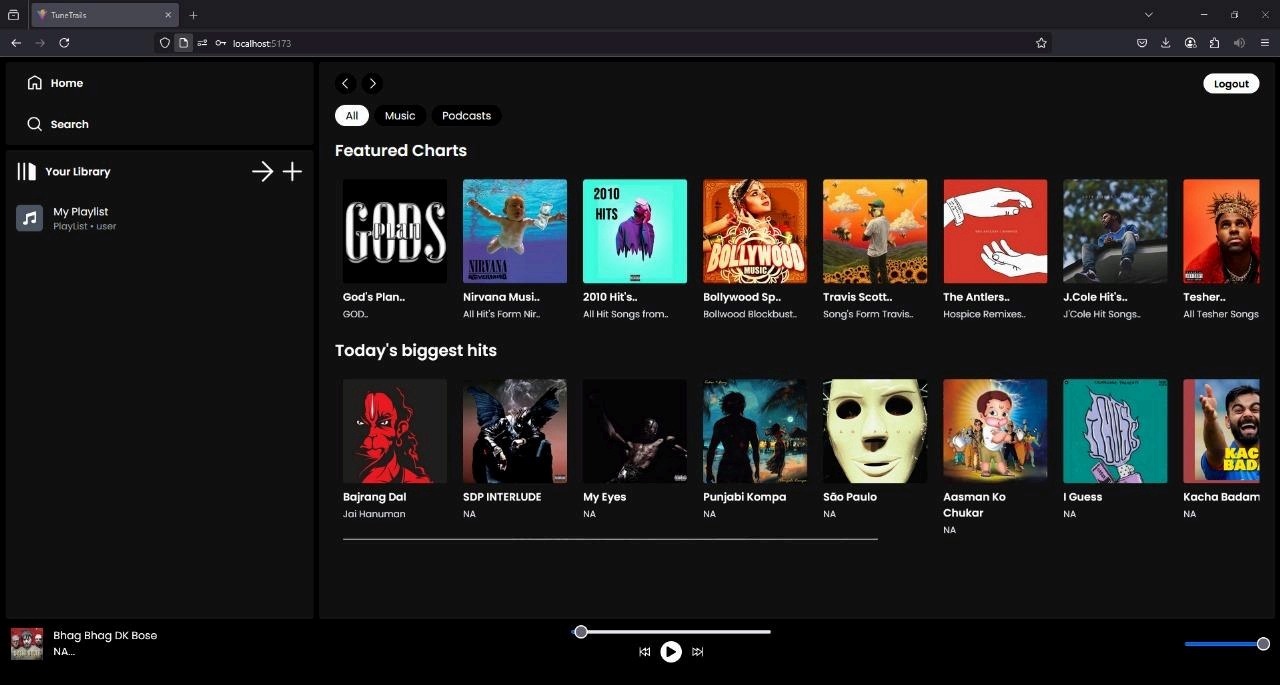 TuneTrails
localhost:5173
Home
Search
Your Library
My Playlist
PlayList • user
Logout
All Music Podcasts
Featured Charts
GODS plan
NIRVANA
NEVERMIND
2010 HITS
BOLLYWOOD MUSIC
God's Plan..
GOD..
Nirvana Musi..
All Hit's Form Nir..
2010 Hit's..
All Hit Songs from..
Bollywood Sp..
Bollwood Blockbust..
Travis Scott..
Song's Form Travis..
The Antlers..
Hospice Remixes..
J.Cole Hit's..
J'Cole Hit Songs..
Tesher..
All Tesher Songs
Today's biggest hits
KAC
BADA
Bajrang Dal
Jai Hanuman
SDP INTERLUDE
NA
My Eyes
NA
Punjabi Kompa
NA
São Paulo
NA
Aasman Ko
Chukar
NA
I Guess
NA
Kacha Badam
NA
Bhag Bhag DK Bose
NA...